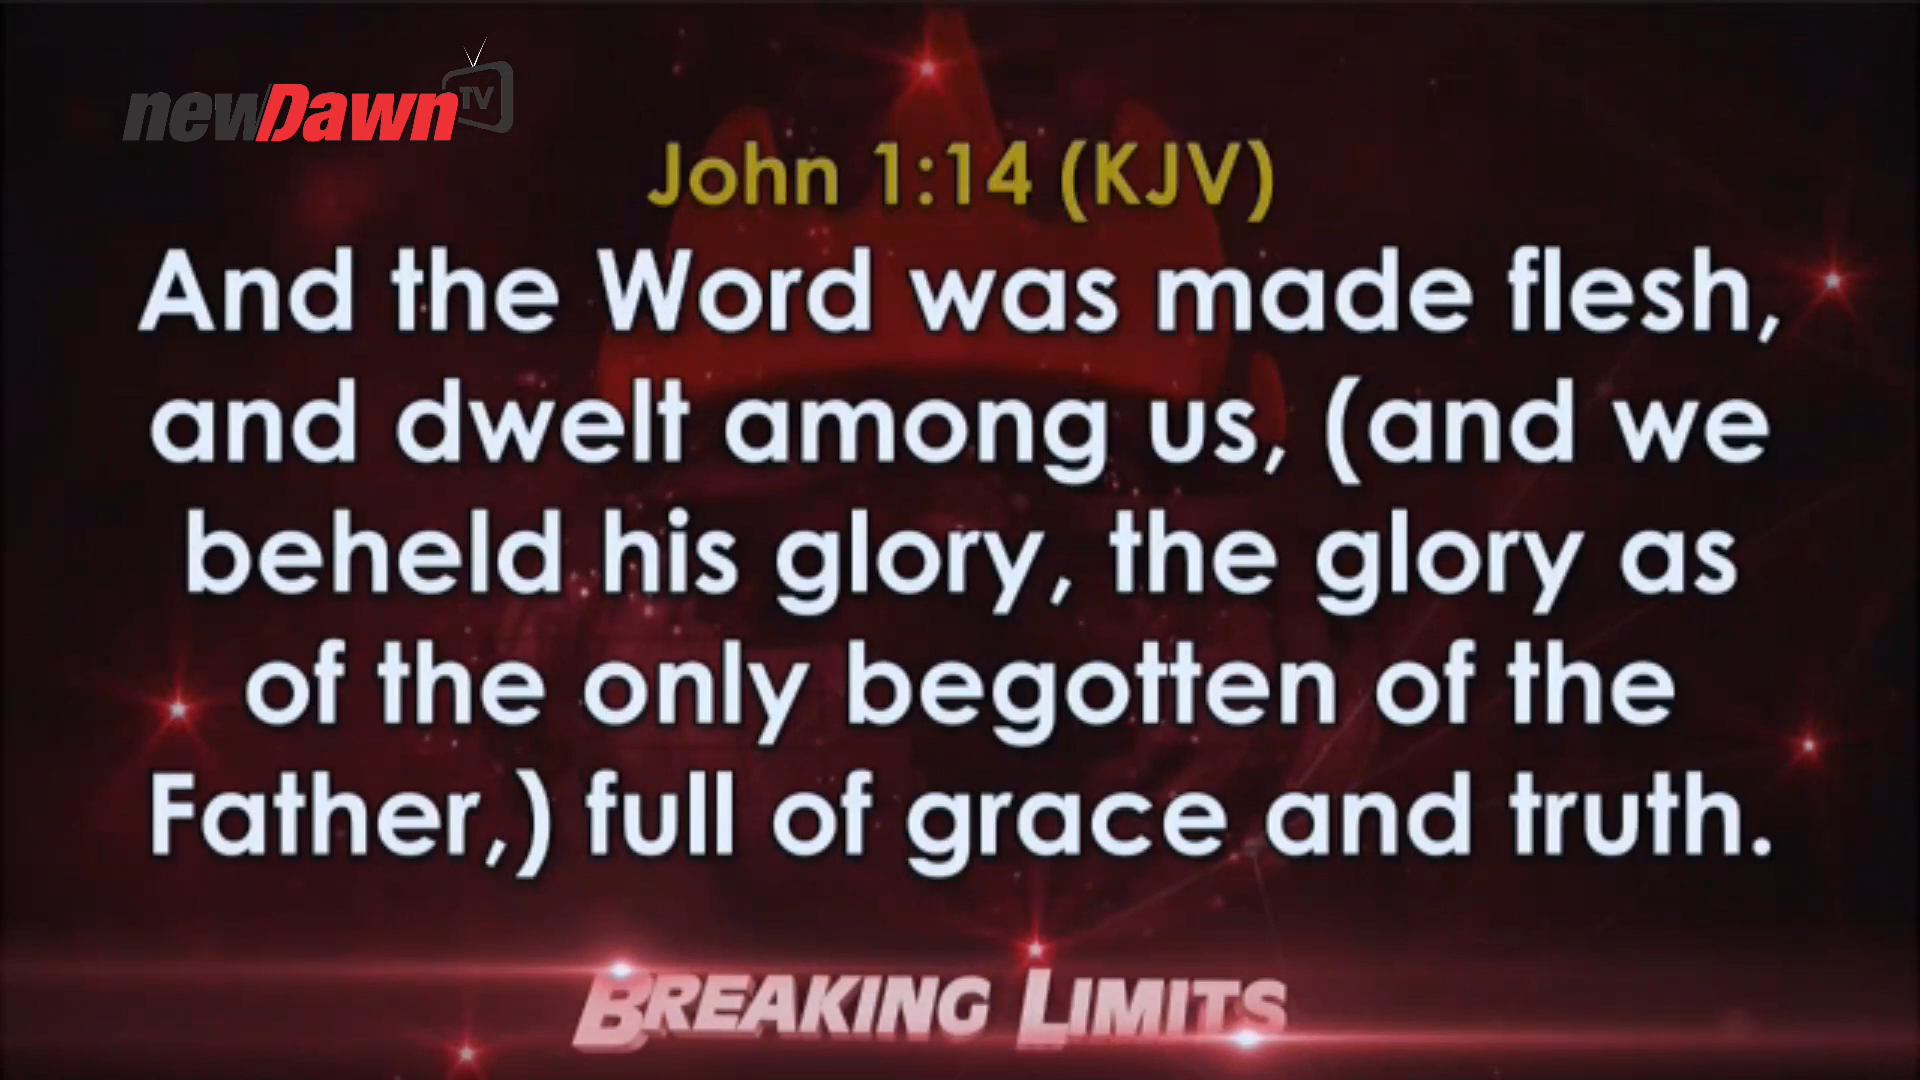 newDawn TV
John 1:14 (KJV)
And the Word was made flesh,
and dwelt among us, (and we
beheld his glory, the glory as
of the only begotten of the
Father,) full of grace and truth.
BREAKING LIMITS